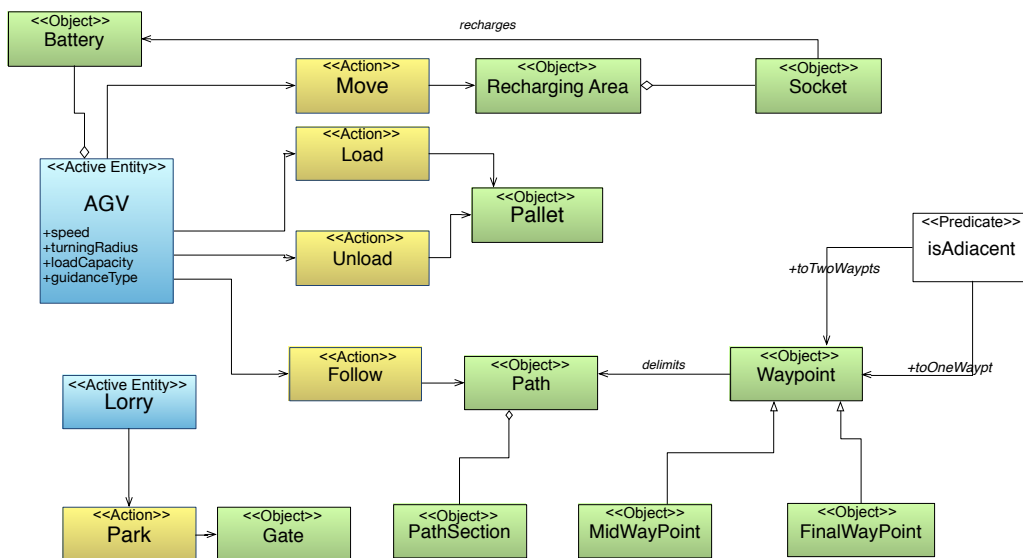 <<Object>>
Battery
recharges
<<Action>>
Move
<<Object>>
Recharging Area
<<Object>>
Socket
<<Action>>
Load
<<Active Entity>>
AGV
+speed
+turningRadius
+loadCapacity
+guidanceType
<<Object>>
Pallet
<<Action>>
Unload
<<Predicate>>
isAdiacent
+toTwoWaypts
<<Action>>
Follow
<<Object>>
Path
delimits
<<Object>>
Waypoint
+toOneWaypt
<<Active Entity>>
Lorry
<<Action>>
Park
<<Object>>
Gate
<<Object>>
PathSection
<<Object>>
MidWayPoint
<<Object>>
FinalWayPoint